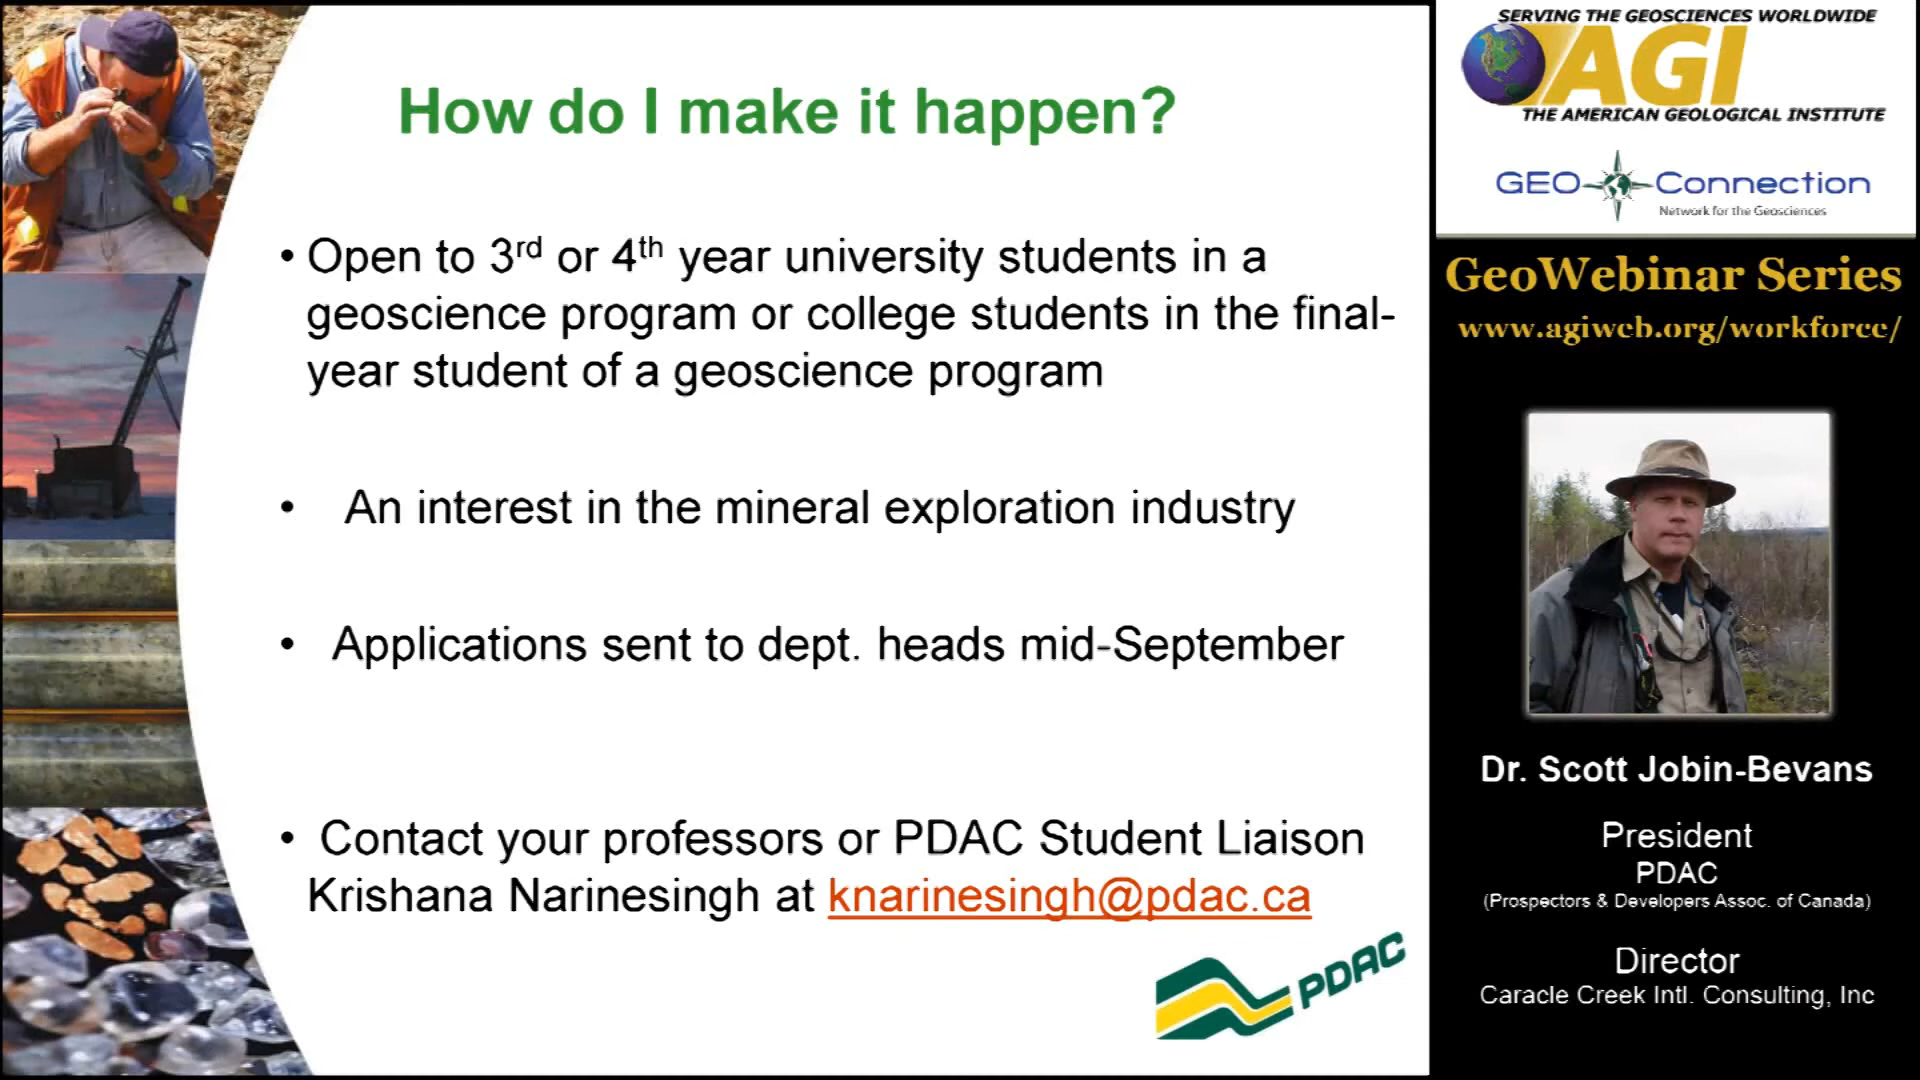 How do I make it happen?
• Open to 3rd or 4th year university students in a
geoscience program or college students in the final-
year student of a geoscience program
• An interest in the mineral exploration industry
• Applications sent to dept. heads mid-September
• Contact your professors or PDAC Student Liaison
Krishana Narinesingh at knarinesingh@pdac.ca
PDAC
SERVING THE GEOSCIENCES WORLDWIDE
AGI
THE AMERICAN GEOLOGICAL INSTITUTE
GEO Connection
Network for the Geosciences
GeoWebinar Series
www.agiweb.org/workforce/
Dr. Scott Jobin-Bevans
President
PDAC
(Prospectors & Developers Assoc. of Canada)
Director
Caracle Creek Intl. Consulting, Inc